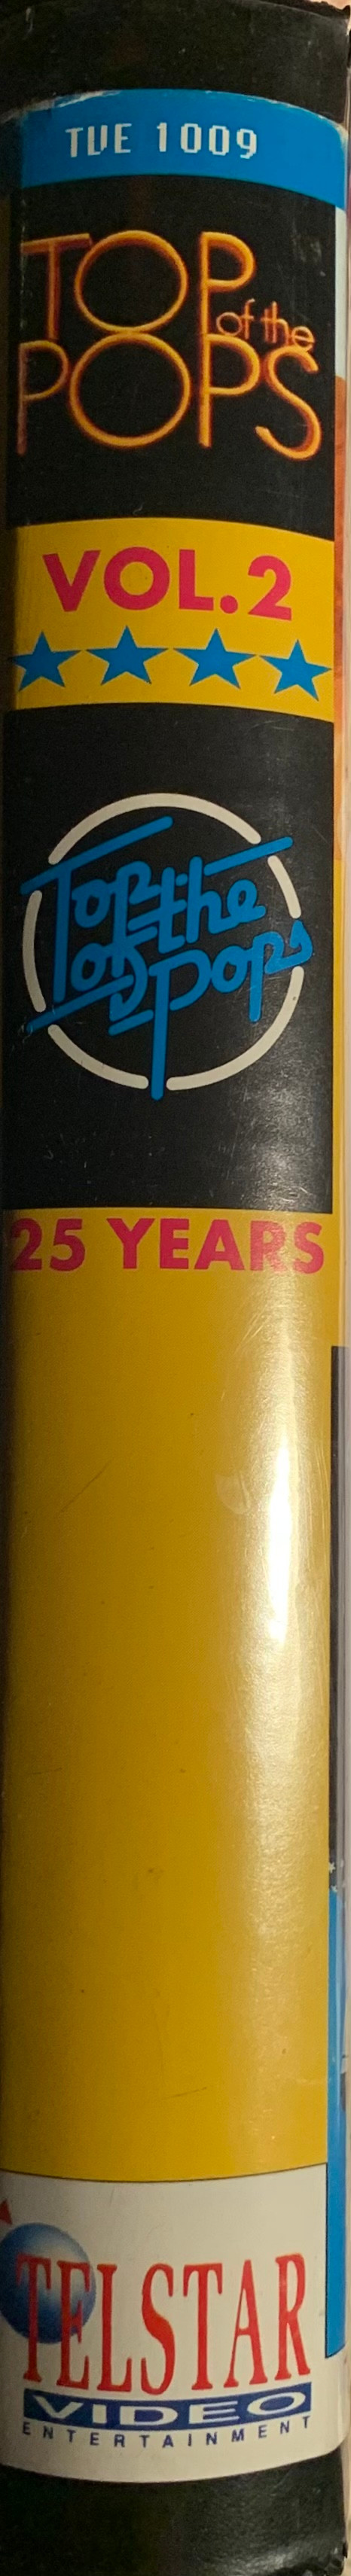 TVE 1009
TOP
of the
POPS
VOL.2
Top
of the
pops
25 YEARS
TELSTAR
VIDEO
ENTERTAINMENT